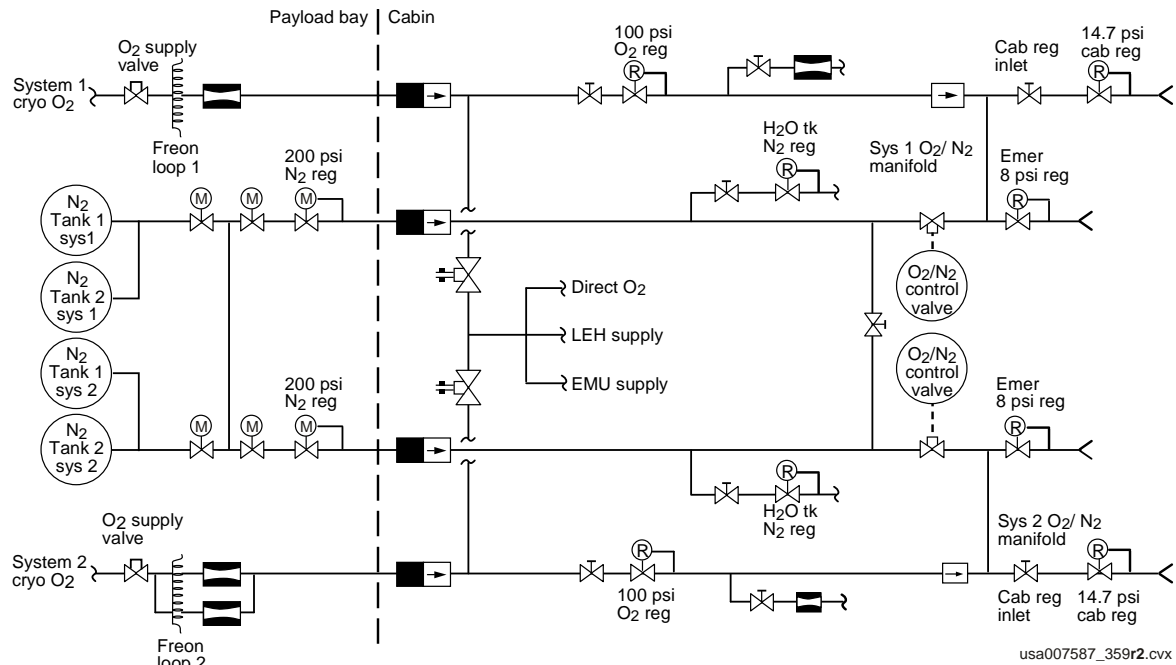 Payload bay
Cabin
O2 supply
valve
System 1
cryo O2
Freon
loop 1
100 psi
O2 reg
R
Cab reg
inlet
14.7 psi
cab reg
R
H2O tk
N2 reg
R
Sys 1 O2/ N2
manifold
Emer
8 psi reg
R
200 psi
N2 reg
M
M
M
N2
Tank 1
sys1
N2
Tank 2
sys 1
Direct O2
LEH supply
EMU supply
O2/N2
control
valve
O2/N2
control
valve
N2
Tank 1
sys 2
N2
Tank 2
sys 2
200 psi
N2 reg
M
M
M
Emer
8 psi reg
R
R
H2O tk
N2 reg
Sys 2 O2/ N2
manifold
O2 supply
valve
System 2
cryo O2
Freon
loop 2
R
100 psi
O2 reg
R
Cab reg
inlet
14.7 psi
cab reg
usa007587_359r2.cvx